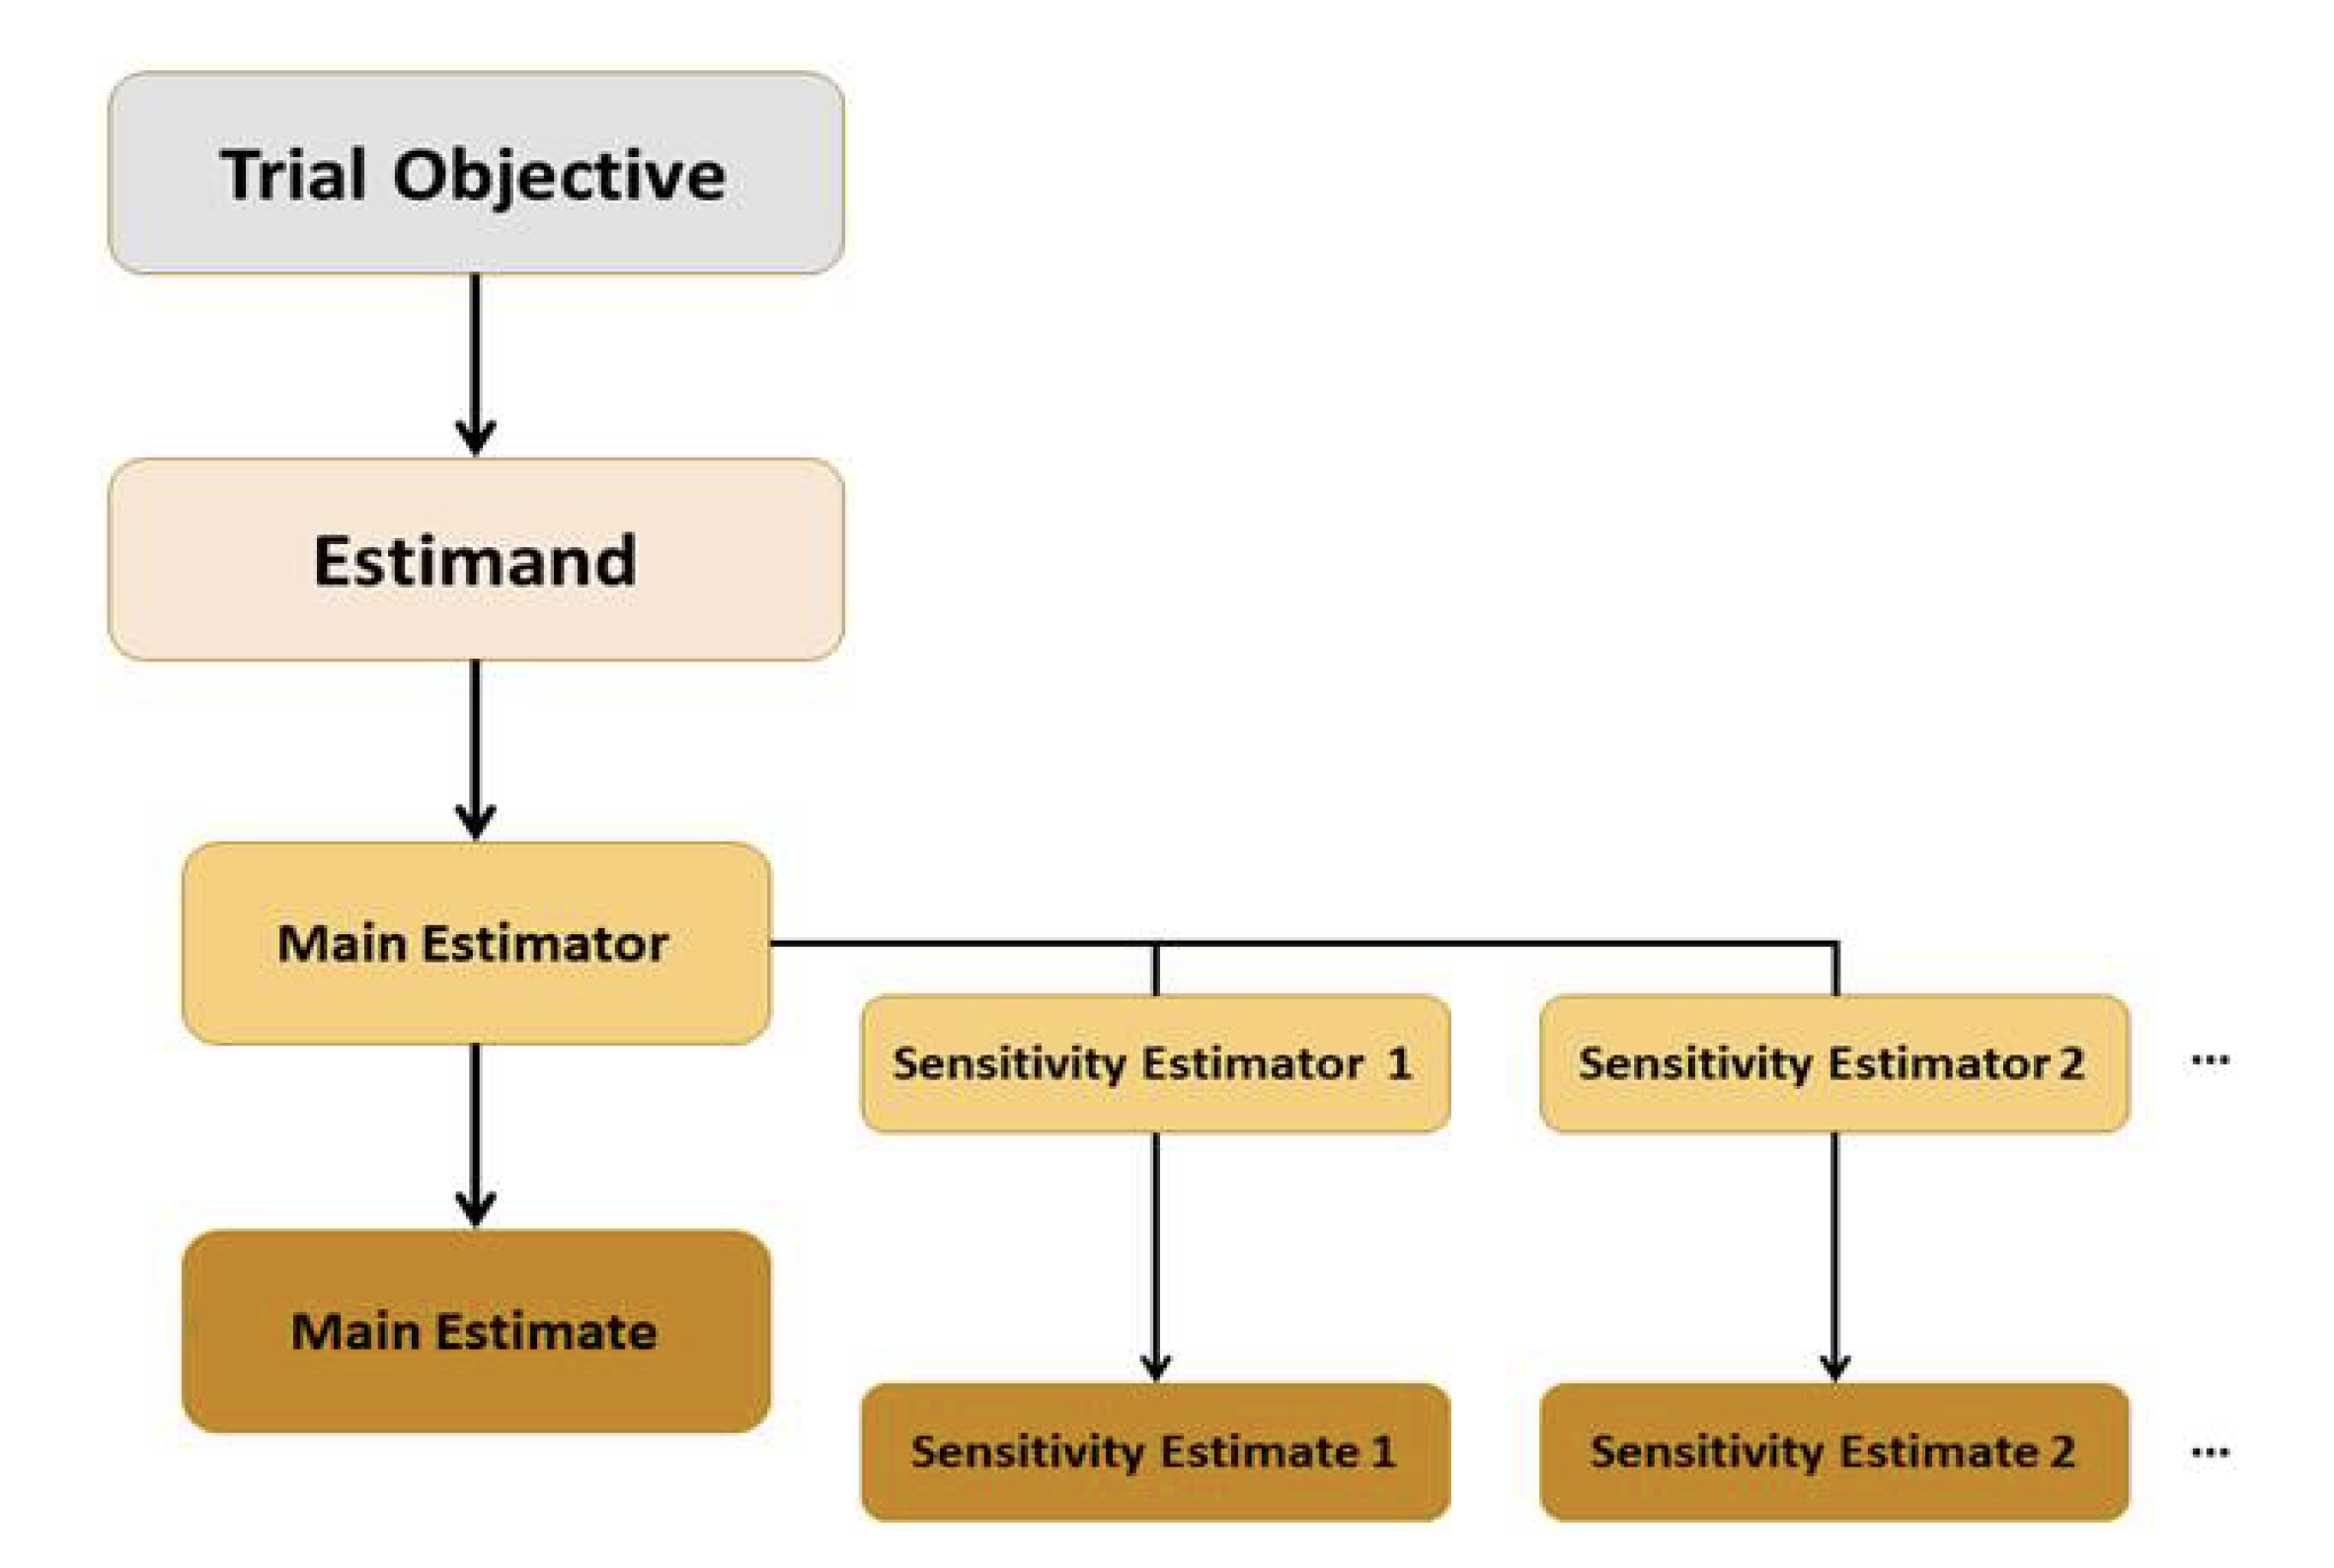 Trial Objective
Estimand
Main Estimator
Sensitivity Estimator 1
Sensitivity Estimator 2
...
Main Estimate
Sensitivity Estimate 1
Sensitivity Estimate 2
...